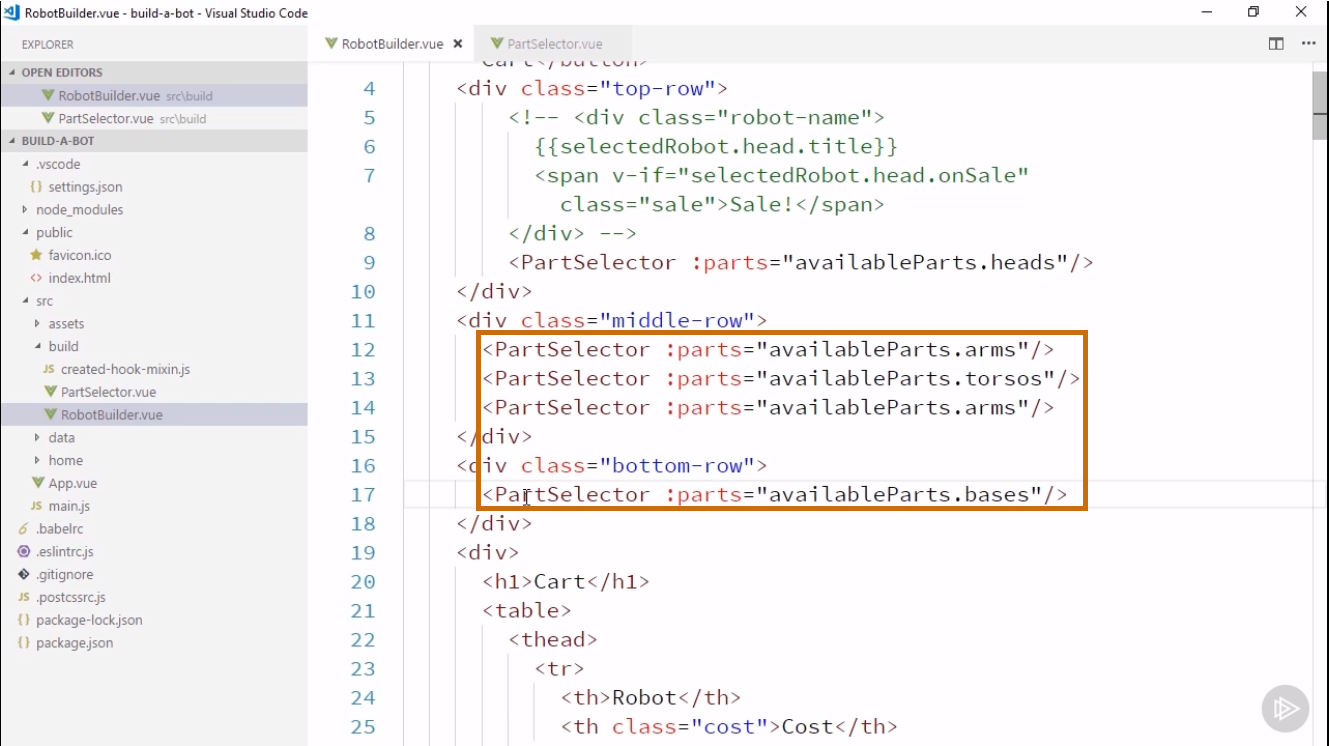 RobotBuilder.vue - build-a-bot - Visual Studio Code
EXPLORER
OPEN EDITORS
RobotBuilder.vue src\build
PartSelector.vue src\build
BUILD-A-BOT
.vscode
{} settings.json
node_modules
public
favicon.ico
<> index.html
src
assets
build
JS created-hook-mixin.js
PartSelector.vue
RobotBuilder.vue
data
home
App.vue
JS main.js
.babelrc
.eslintrc.js
.gitignore
JS .postcssrc.js
{} package-lock.json
{} package.json
RobotBuilder.vue
PartSelector.vue
Cart</button>
4 <div class="top-row">
5 <!-- <div class="robot-name">
6 {{selectedRobot.head.title}}
7 <span v-if="selectedRobot.head.onSale"
class="sale">Sale!</span>
8 </div> -->
9 <PartSelector :parts="availableParts.heads"/>
10 </div>
11 <div class="middle-row">
12 <PartSelector :parts="availableParts.arms"/>
13 <PartSelector :parts="availableParts.torsos"/>
14 <PartSelector :parts="availableParts.arms"/>
15 </div>
16 <div class="bottom-row">
17 <PartSelector :parts="availableParts.bases"/>
18 </div>
19 <div>
20 <h1>Cart</h1>
21 <table>
22 <thead>
23 <tr>
24 <th>Robot</th>
25 <th class="cost">Cost</th>